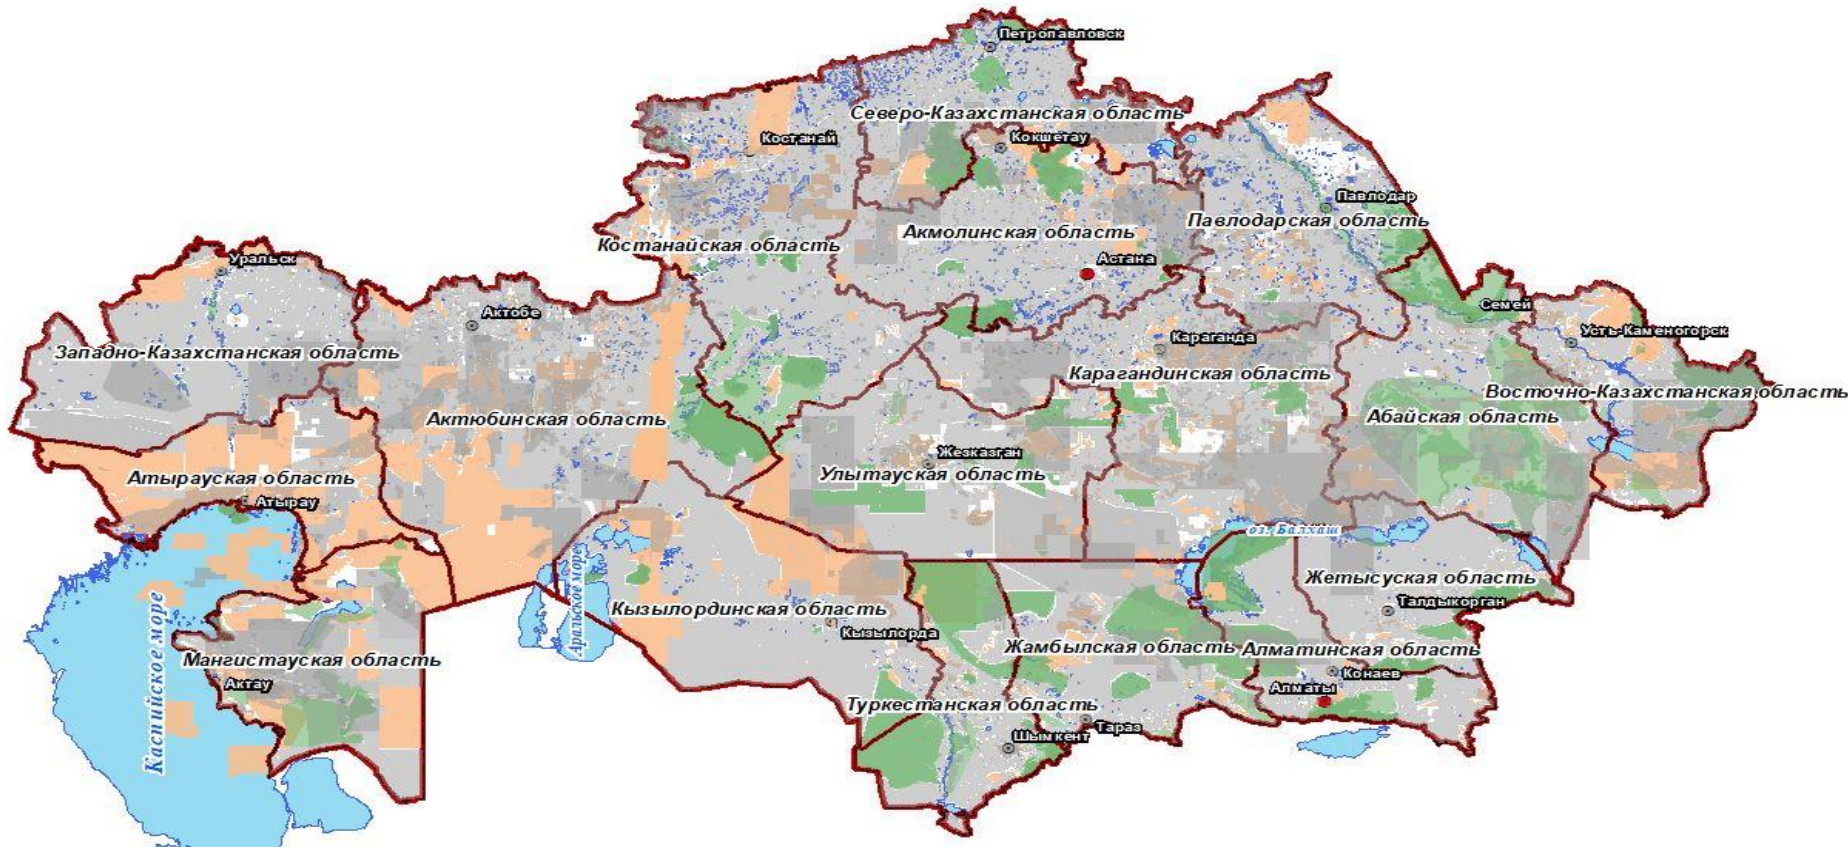 Петропавловск
Северо-Казахстанская область
Костанай
Кокшетау
Павлодар
Павлодарская область
Акмолинская область
Костанайская область
Астана
Уральск
Актобе
Семей
Усть-Каменогорск
Караганда
Западно-Казахстанская область
Карагандинская область
Восточно-Казахстанская область
Абайская область
Актюбинская область
Жезказган
Улытауская область
Атырауская область
Атырау
оз. Балхаш
Жетысуская область
Талдыкорган
Аральское море
Кызылординская область
Кызылорда
Каспийское море
Жамбылская область
Алматинская область
Мангистауская область
Актау
Конаев
Алматы
Туркестанская область
Тараз
Шымкент